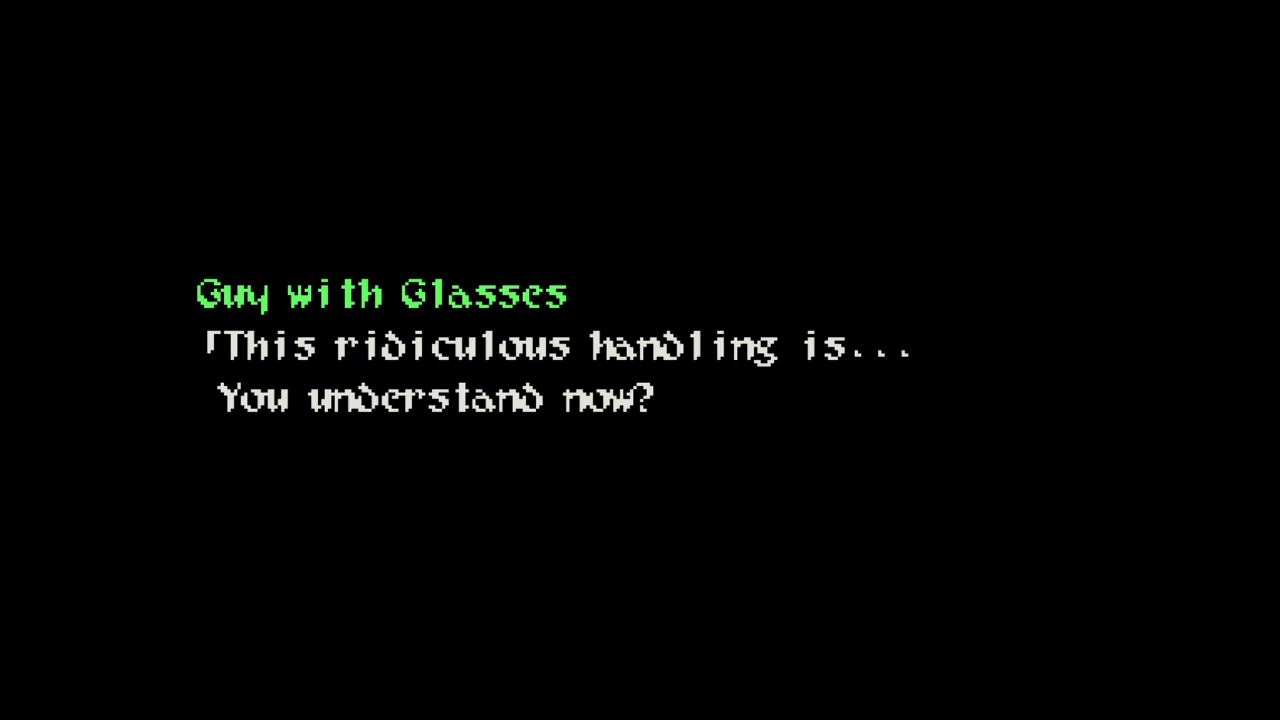 Guy with Glasses
「This ridiculous handling is...
You understand now?